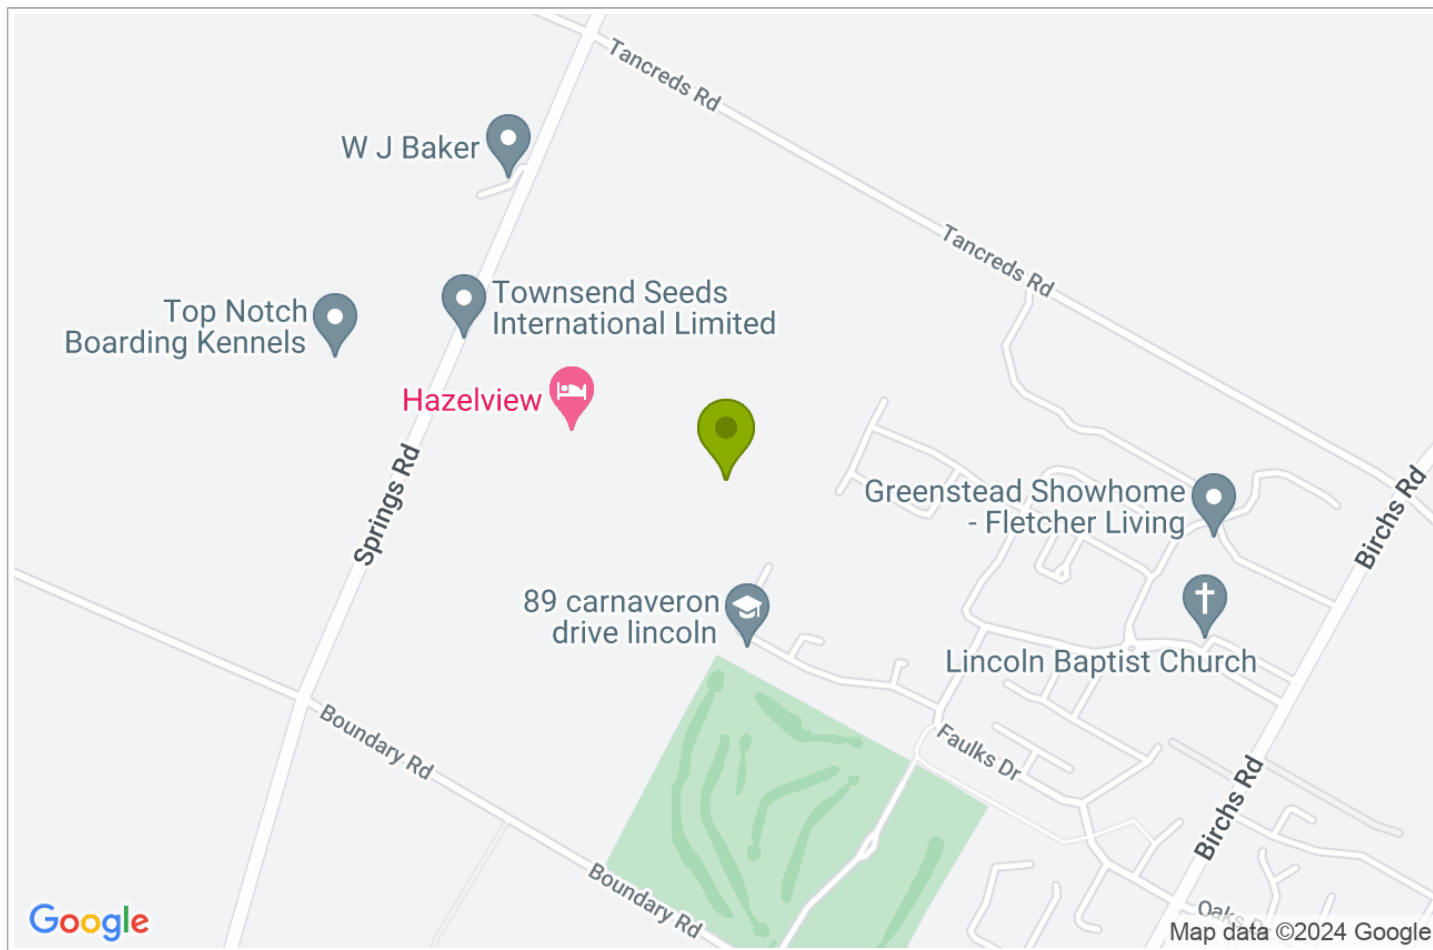 Tancreds Rd
W J Baker
Tancreds Rd
Townsend Seeds
International Limited
Top Notch
Boarding Kennels
Hazelview
Springs Rd
Greenstead Showhome
- Fletcher Living
Birchs Rd
89 carnaveron
drive lincoln
Lincoln Baptist Church
Boundary Rd
Faulks Dr
Birchs Rd
Boundary Rd
Oaks Dr
Google
Map data ©2024 Google